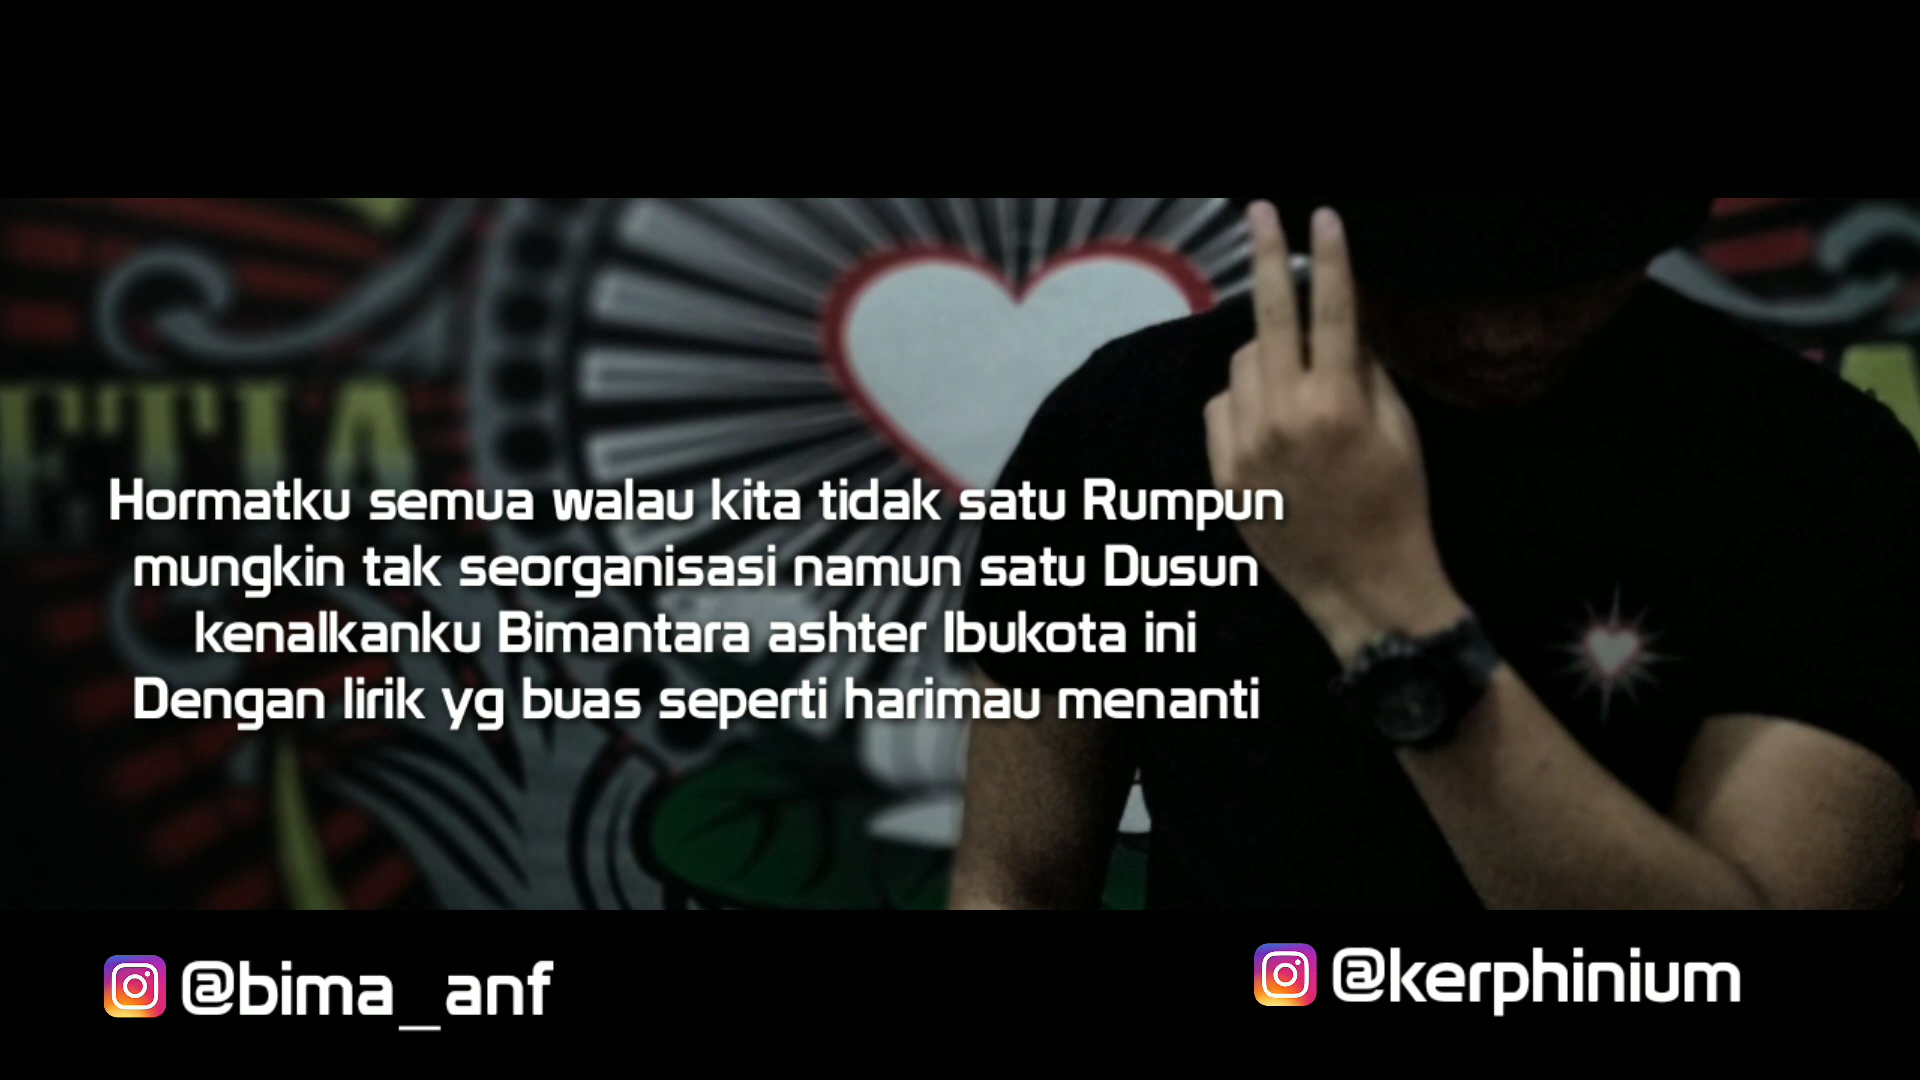 ETIA
Hormatku semua walau kita tidak satu Rumpun
mungkin tak seorganisasi namun satu Dusun
kenalkanku Bimantara ashter Ibukota ini
Dengan lirik yg buas seperti harimau menanti
@bima_anf
@kerphinium